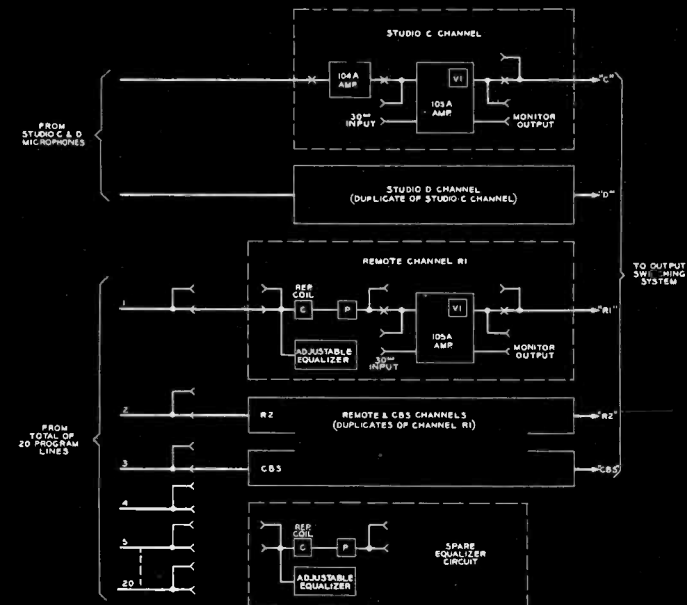 STUDIO C CHANNEL
104A
AMP.
VI
105A
AMP.
30ᵂᵂ
INPUT
MONITOR
OUTPUT
"C"
FROM
STUDIO C & D
MICROPHONES
STUDIO D CHANNEL
(DUPLICATE OF STUDIO-C CHANNEL)
"D"
REMOTE CHANNEL R1
TO OUTPUT
SYSTEM
1
REP.
COIL
C
P
VI
105A
AMP.
"R1"
ADJUSTABLE
EQUALIZER
30ᵂᵂ
INPUT
MONITOR
OUTPUT
FROM
TOTAL OF
20 PROGRAM
LINES
2
R2
REMOTE & CBS CHANNELS
(DUPLICATES OF CHANNEL R1)
"R2"
3
CBS
"CBS"
4
5
20
REP.
COIL
C
P
SPARE
EQUALIZER
CIRCUIT
ADJUSTABLE
EQUALIZER